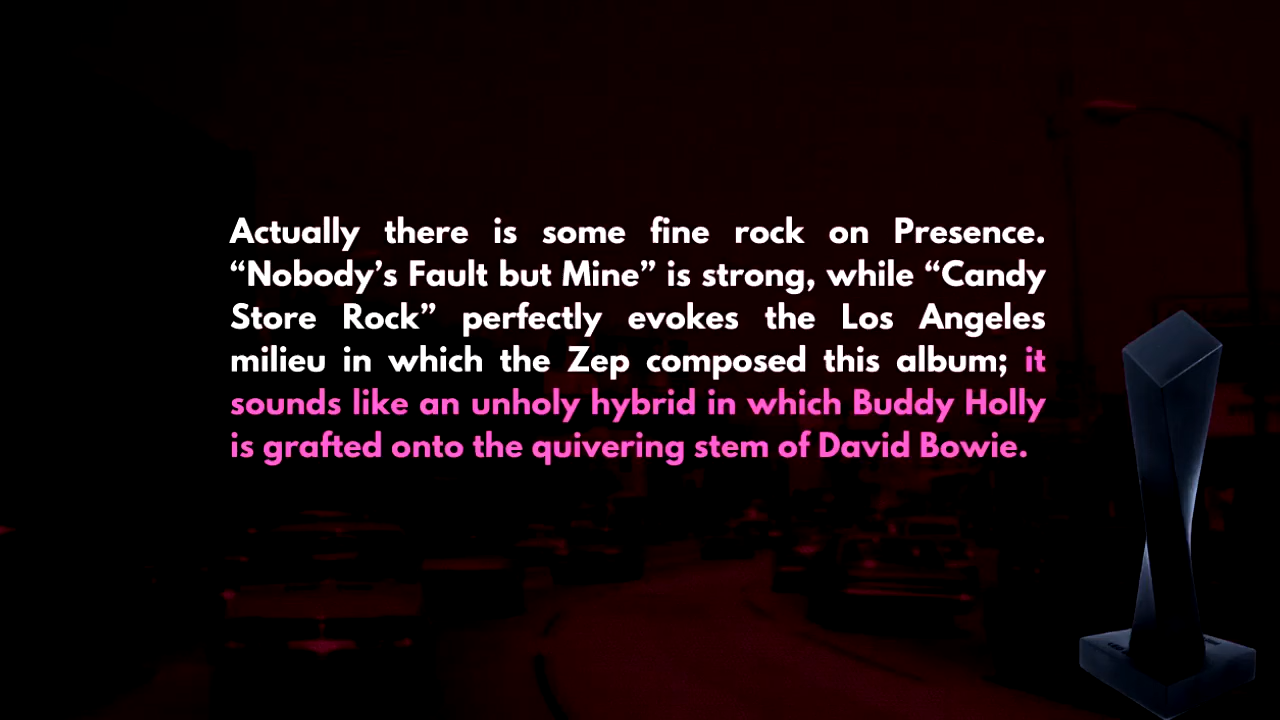 Actually there is some fine rock on Presence.
“Nobody’s Fault but Mine” is strong, while “Candy
Store Rock” perfectly evokes the Los Angeles
milieu in which the Zep composed this album; it
sounds like an unholy hybrid in which Buddy Holly
is grafted onto the quivering stem of David Bowie.